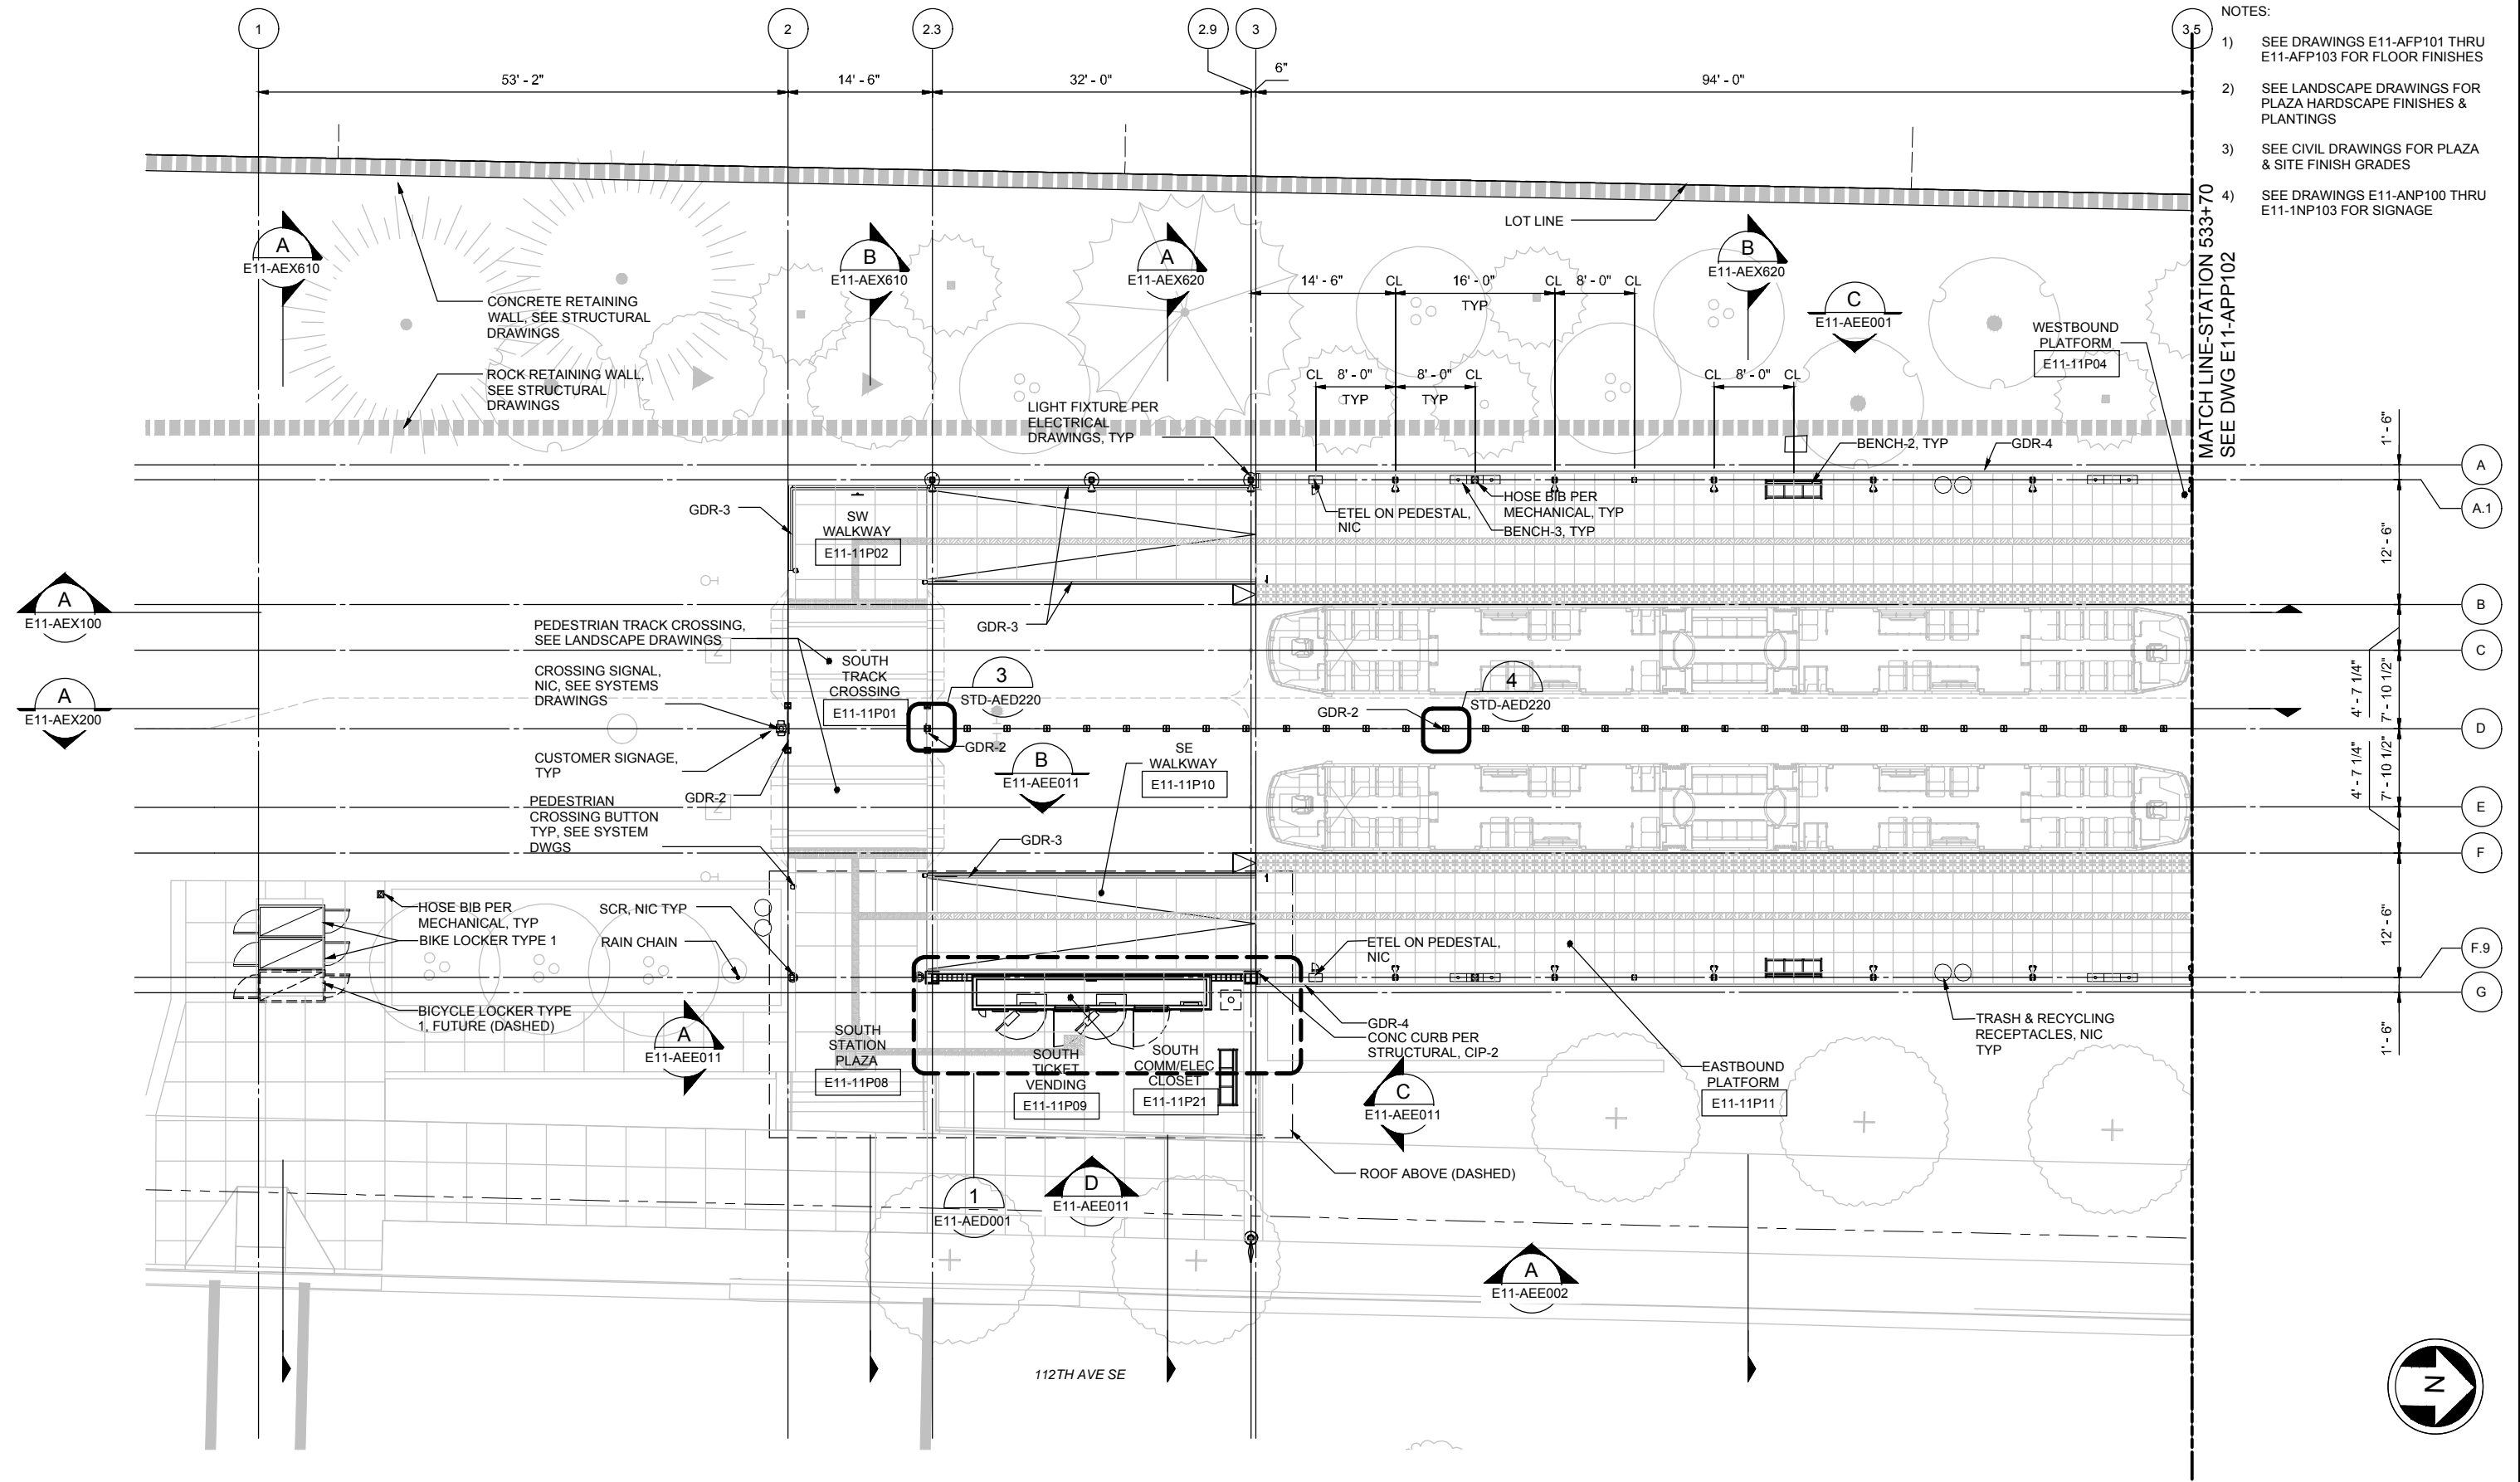 1
2
2.3
2.9
3
3.5
53' - 2"
14' - 6"
32' - 0"
6"
94' - 0"
NOTES:
1) SEE DRAWINGS E11-AFP101 THRU
E11-AFP103 FOR FLOOR FINISHES
2) SEE LANDSCAPE DRAWINGS FOR
PLAZA HARDSCAPE FINISHES &
PLANTINGS
3) SEE CIVIL DRAWINGS FOR PLAZA
& SITE FINISH GRADES
4) SEE DRAWINGS E11-ANP100 THRU
E11-1NP103 FOR SIGNAGE
MATCH LINE-STATION 533+70
SEE DWG E11-APP102
LOT LINE
A
E11-AEX610
B
E11-AEX610
A
E11-AEX620
B
E11-AEX620
C
E11-AEE001
CONCRETE RETAINING
WALL, SEE STRUCTURAL
DRAWINGS
ROCK RETAINING WALL,
SEE STRUCTURAL
DRAWINGS
14' - 6"
CL
16' - 0"
TYP
CL
8' - 0"
CL
CL
8' - 0"
TYP
CL
8' - 0"
TYP
CL
CL
8' - 0"
CL
WESTBOUND
PLATFORM
E11-11P04
LIGHT FIXTURE PER
ELECTRICAL
DRAWINGS, TYP
BENCH-2, TYP
GDR-4
1' - 6"
A
A.1
12' - 6"
B
4' - 7 1/4"
C
7' - 10 1/2"
D
4' - 7 1/4"
7' - 10 1/2"
E
F
12' - 6"
F.9
G
1' - 6"
GDR-3
SW
WALKWAY
E11-11P02
ETEL ON PEDESTAL,
NIC
HOSE BIB PER
MECHANICAL, TYP
BENCH-3, TYP
A
E11-AEX100
GDR-3
PEDESTRIAN TRACK CROSSING,
SEE LANDSCAPE DRAWINGS
Z
CROSSING SIGNAL,
NIC, SEE SYSTEMS
DRAWINGS
SOUTH
TRACK
CROSSING
E11-11P01
3
STD-AED220
4
STD-AED220
GDR-2
GDR-2
A
E11-AEX200
CUSTOMER SIGNAGE,
TYP
B
E11-AEE011
SE
WALKWAY
E11-11P10
GDR-2
Z
PEDESTRIAN
CROSSING BUTTON
TYP, SEE SYSTEM
DWGS
GDR-3
HOSE BIB PER
MECHANICAL, TYP
BIKE LOCKER TYPE 1
SCR, NIC TYP
RAIN CHAIN
ETEL ON PEDESTAL,
NIC
BICYCLE LOCKER TYPE
1, FUTURE (DASHED)
A
E11-AEE011
SOUTH
STATION
PLAZA
E11-11P08
SOUTH
TICKET
VENDING
E11-11P09
SOUTH
COMM/ELEC
CLOSET
E11-11P21
GDR-4
CONC CURB PER
STRUCTURAL, CIP-2
C
E11-AEE011
EASTBOUND
PLATFORM
E11-11P11
TRASH & RECYCLING
RECEPTACLES, NIC
TYP
ROOF ABOVE (DASHED)
1
E11-AED001
D
E11-AEE011
A
E11-AEE002
112TH AVE SE
N